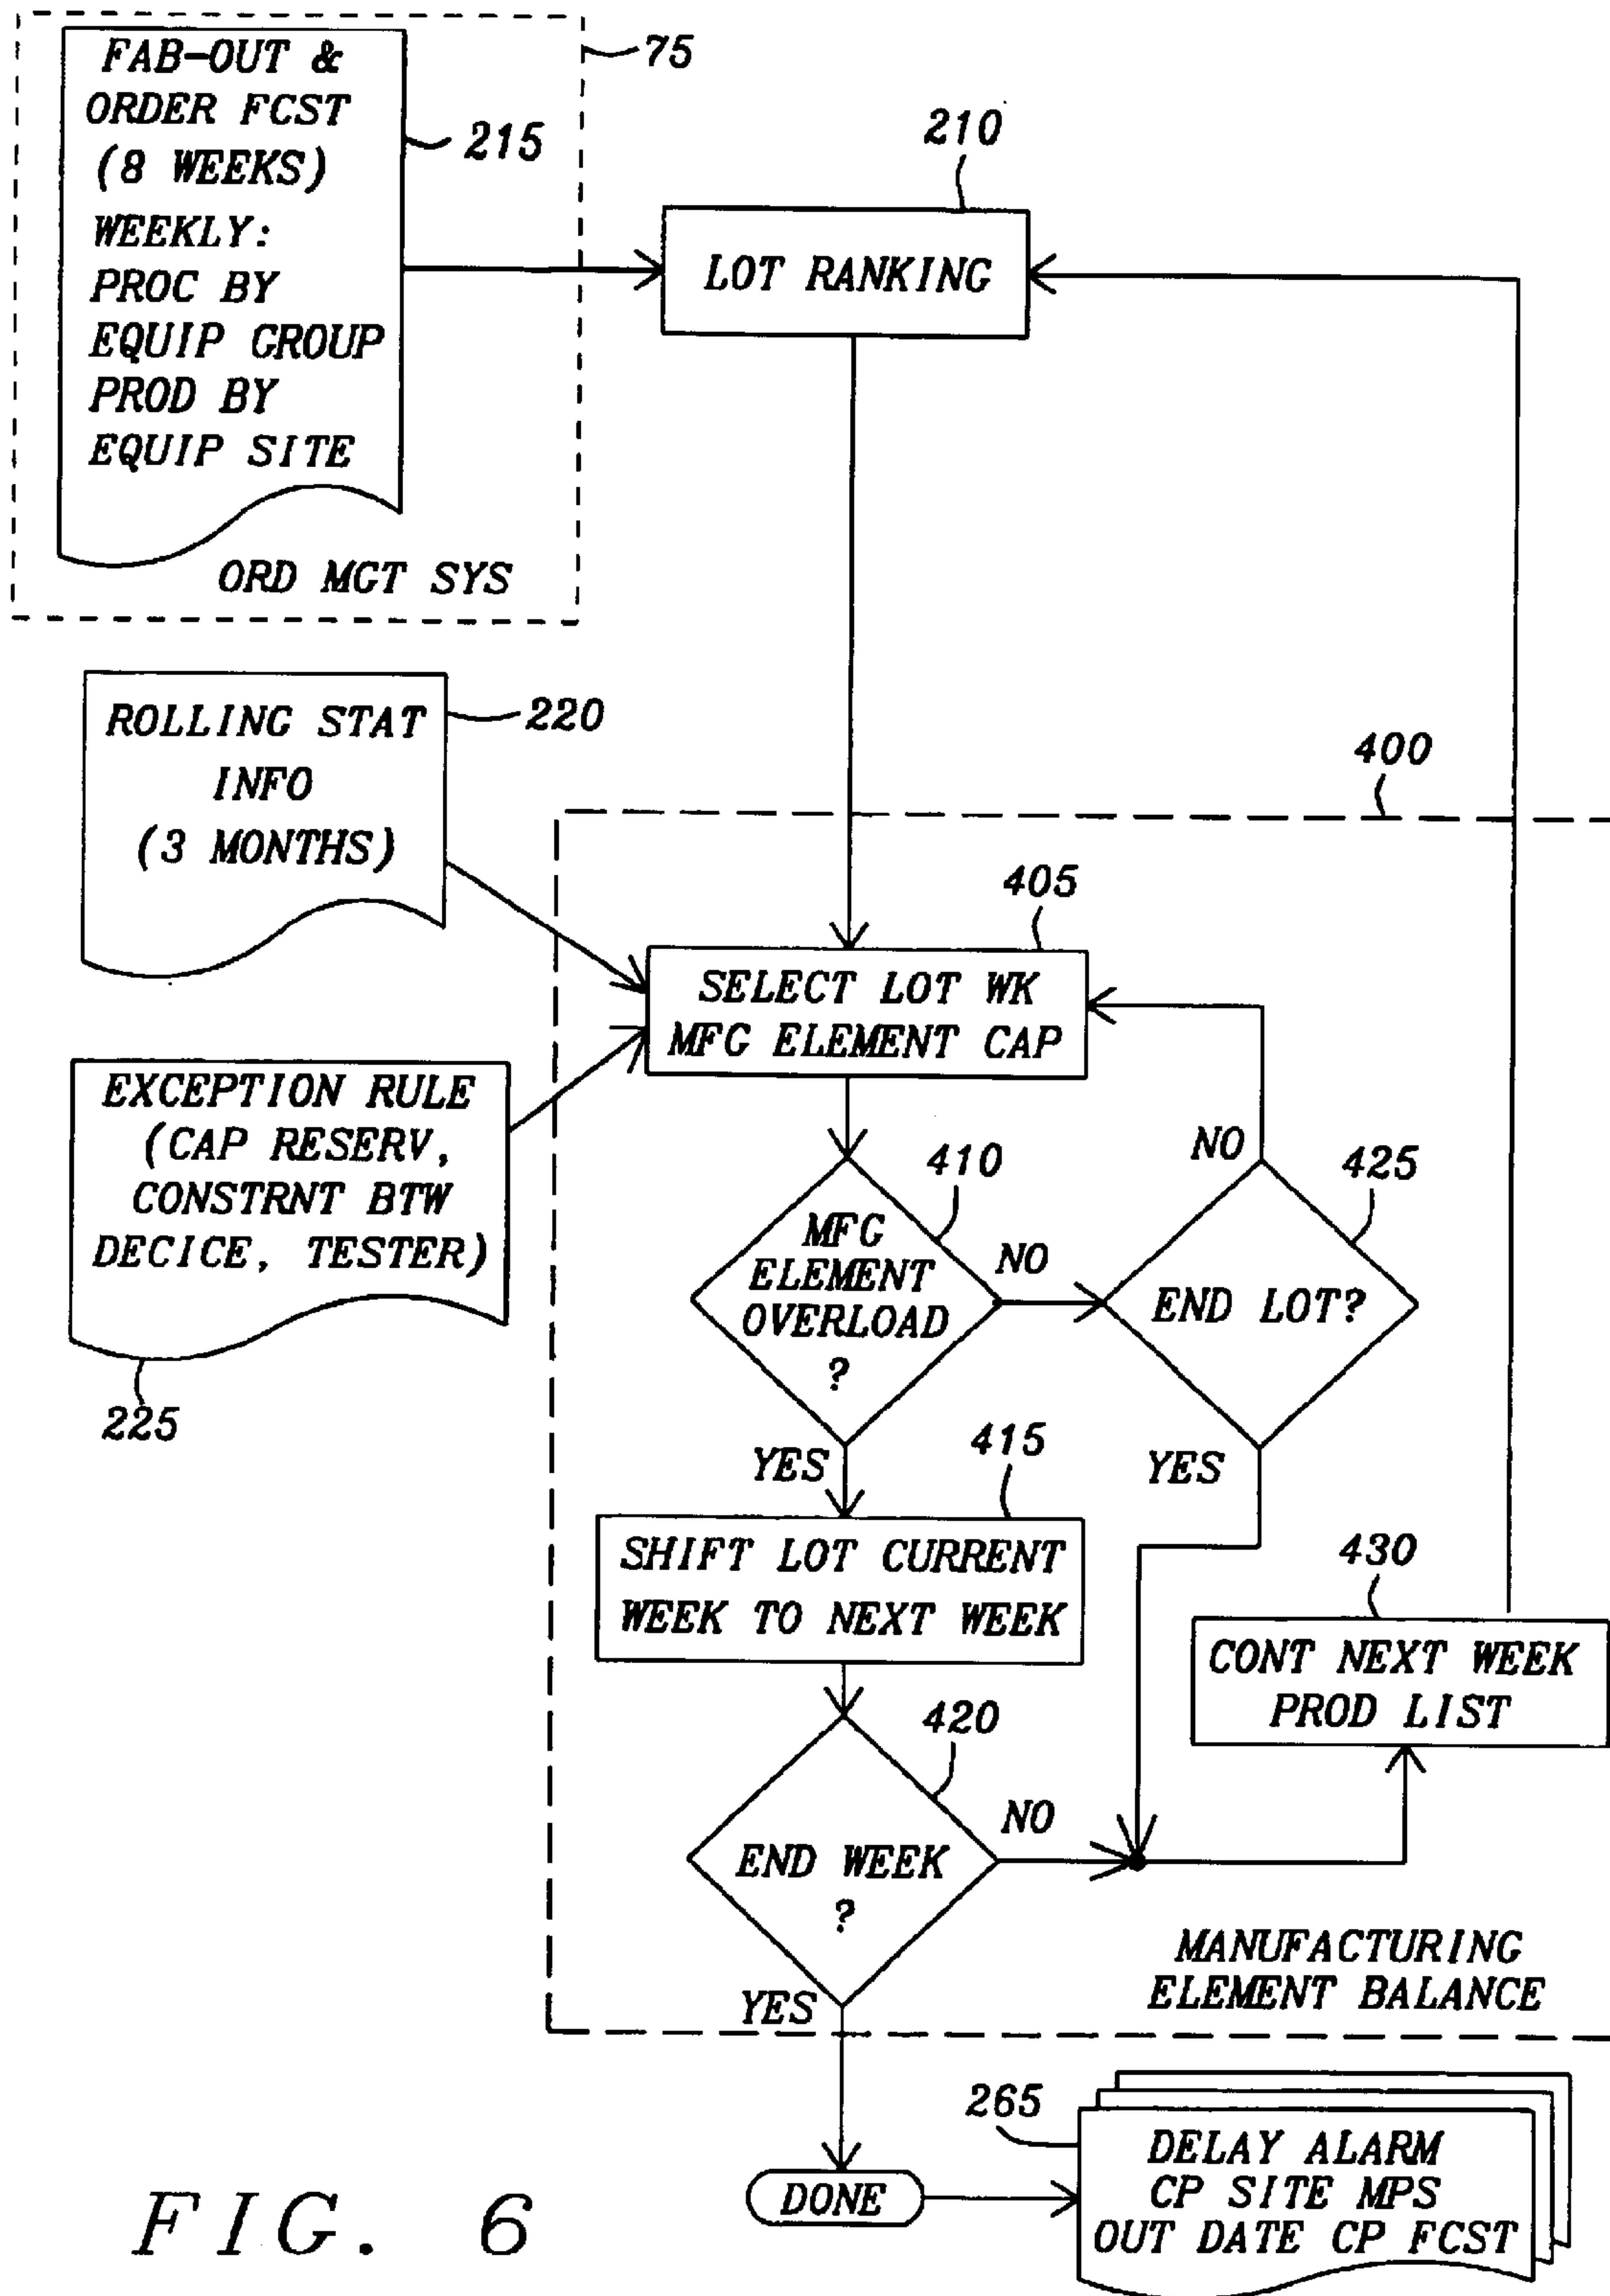 FAB-OUT &
ORDER FCST
(8 WEEKS)
WEEKLY:
PROC BY
EQUIP GROUP
PROD BY
EQUIP SITE
ORD MGT SYS
75
215
210
LOT RANKING
ROLLING STAT
INFO
(3 MONTHS)
220
400
405
SELECT LOT WK
MFG ELEMENT CAP
EXCEPTION RULE
(CAP RESERV,
CONSTRNT BTW
DECICE, TESTER)
225
410
MFG
ELEMENT
OVERLOAD
?
NO
YES
NO
425
END LOT?
YES
415
SHIFT LOT CURRENT
WEEK TO NEXT WEEK
430
CONT NEXT WEEK
PROD LIST
420
END WEEK
?
NO
YES
MANUFACTURING
ELEMENT BALANCE
DONE
265
DELAY ALARM
CP SITE MPS
OUT DATE CP FCST
FIG. 6